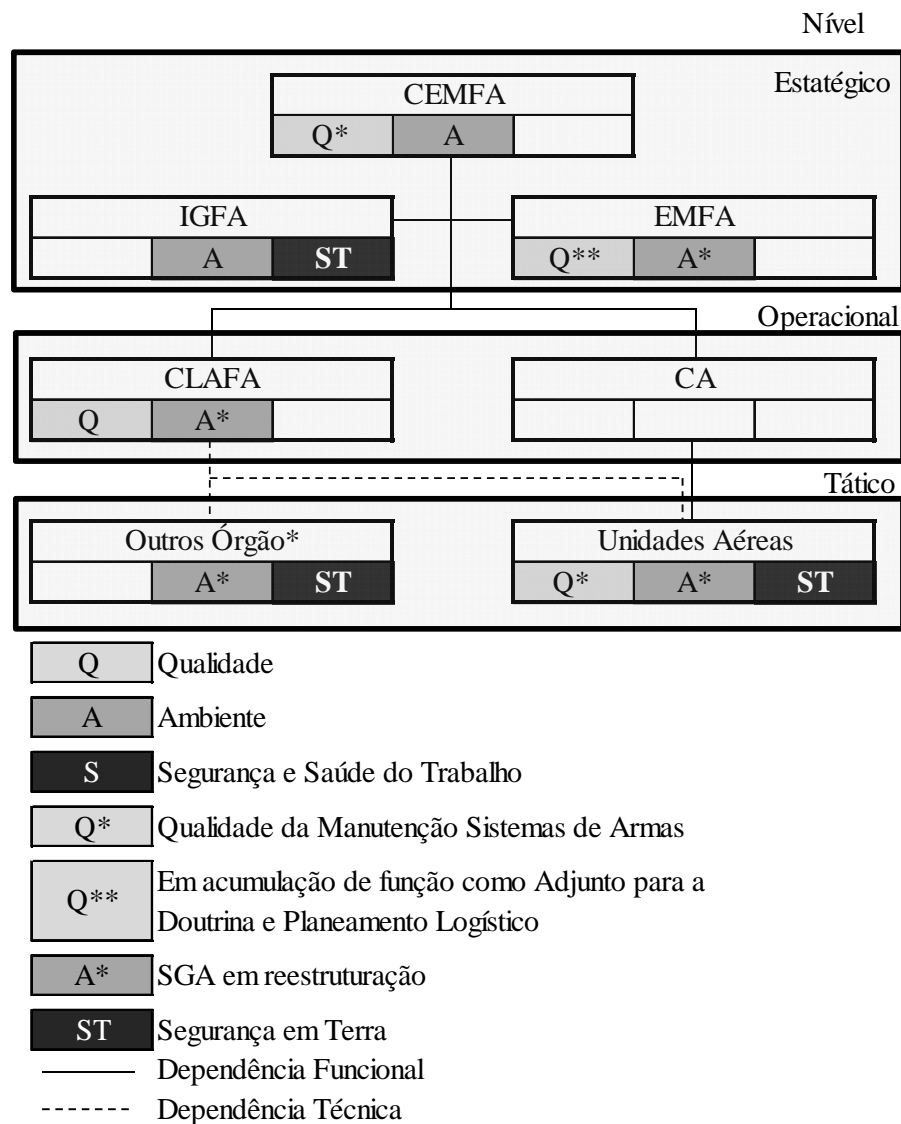 Nível
Estatégico
CEMFA
Q* A
IGFA EMFA
A ST Q** A*
Operacional
CLAFA CA
Q A*
Tático
Outros Órgão* Unidades Aéreas
A* ST Q* A* ST
Q Qualidade
A Ambiente
S Segurança e Saúde do Trabalho
Q* Qualidade da Manutenção Sistemas de Armas
Q** Em acumulação de função como Adjunto para a
Doutrina e Planeamento Logístico
A* SGA em reestruturação
ST Segurança em Terra
Dependência Funcional
Dependência Técnica